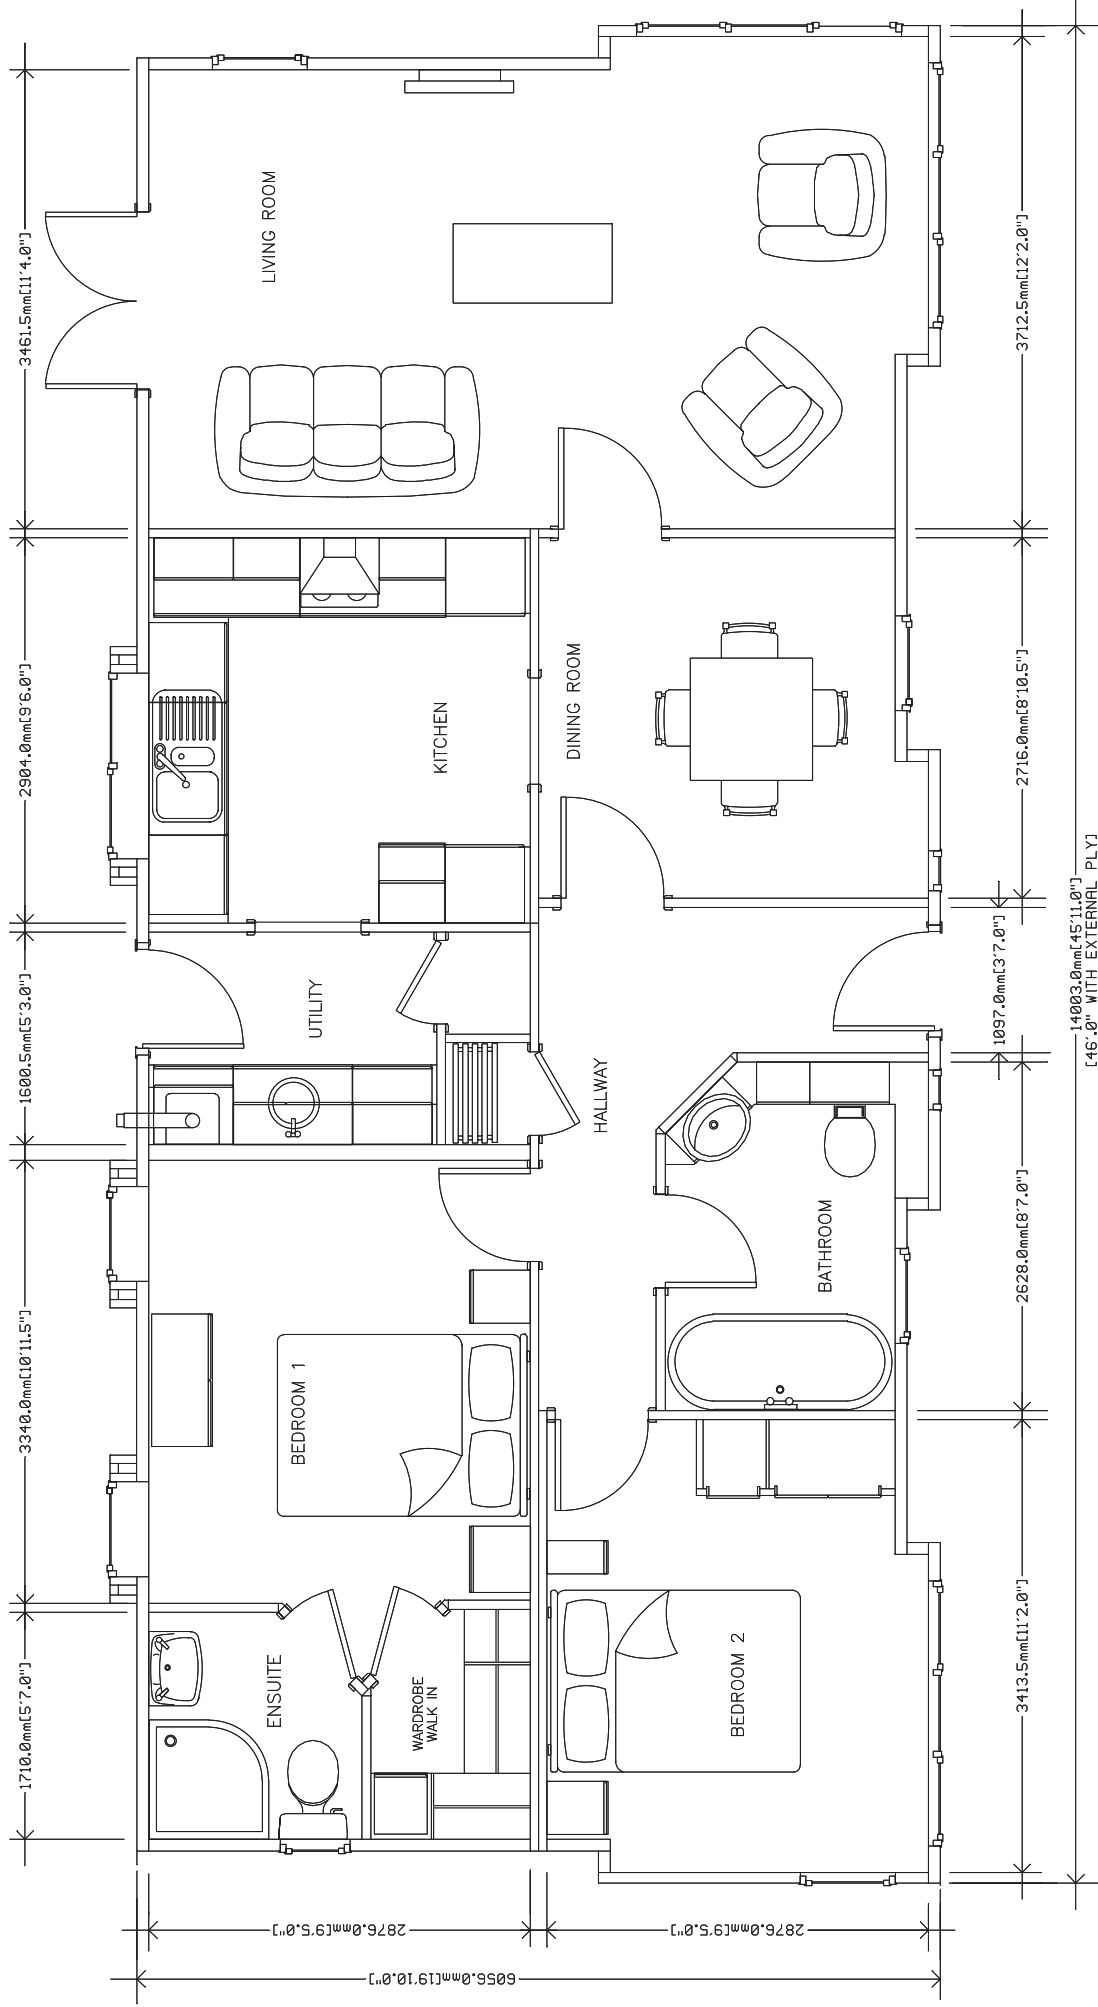 3461.5mm[11'4.0"]
2904.0mm[9'6.0"]
1600.5mm[5'3.0"]
3340.0mm[10'11.5"]
1710.0mm[5'7.0"]
LIVING ROOM
KITCHEN
DINING ROOM
UTILITY
HALLWAY
BATHROOM
BEDROOM 1
ENSUITE
WARDROBE
WALK IN
BEDROOM 2
3712.5mm[12'2.0"]
2716.0mm[8'10.5"]
1097.0mm[3'7.0"]
2628.0mm[8'7.0"]
3413.5mm[11'2.0"]
14003.0mm[45'11.0"]
[46'.0" WITH EXTERNAL PLY]
2876.0mm[9'5.0"]
2876.0mm[9'5.0"]
6056.0mm[19'10.0"]